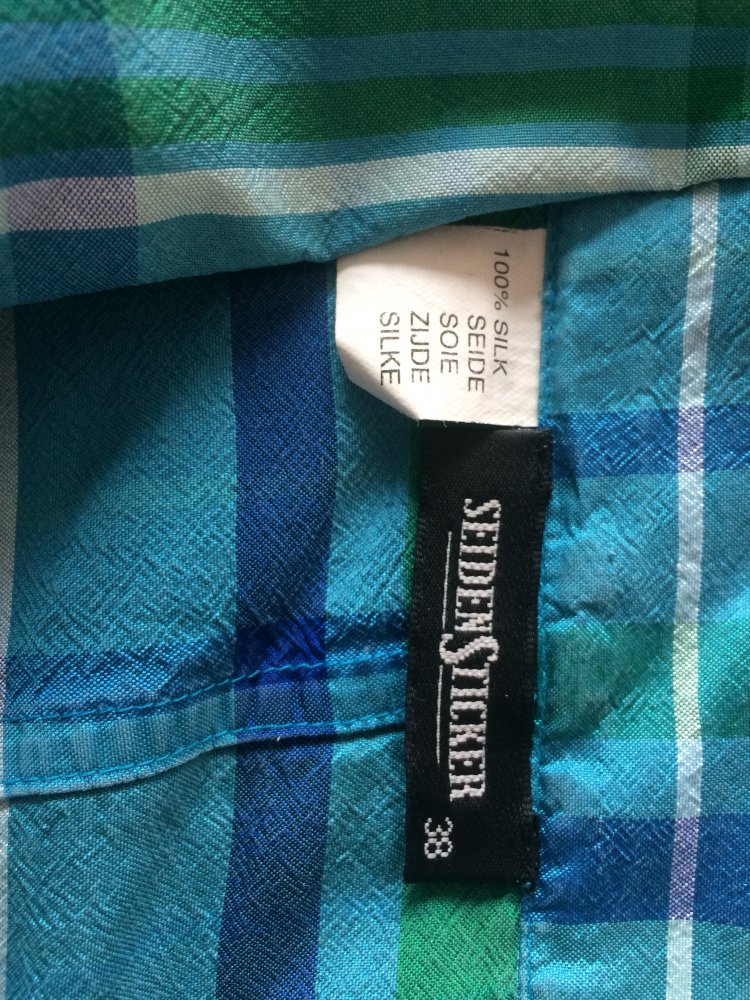 100% SILK
SEIDE
SOIE
ZIJDE
SILKE
SEIDENSTICKER
38